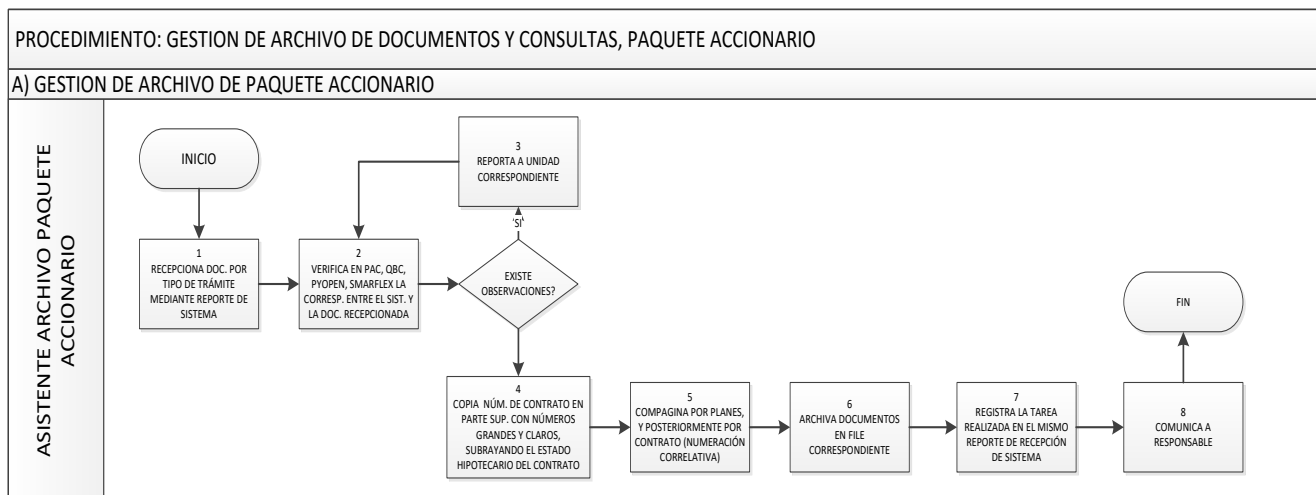 PROCEDIMIENTO: GESTION DE ARCHIVO DE DOCUMENTOS Y CONSULTAS, PAQUETE ACCIONARIO
A) GESTION DE ARCHIVO DE PAQUETE ACCIONARIO
ASISTENTE ARCHIVO PAQUETE
ACCIONARIO
INICIO
1
RECEPCIONA DOC. POR
TIPO DE TRÁMITE
MEDIANTE REPORTE DE
SISTEMA
2
VERIFICA EN PAC, QBC,
PYOPEN, SMARFLEX LA
CORRESP. ENTRE EL SIST. Y
LA DOC. RECEPCIONADA
EXISTE
OBSERVACIONES?
SI
3
REPORTA A UNIDAD
CORRESPONDIENTE
4
COPIA NÚM. DE CONTRATO EN
PARTE SUP. CON NÚMEROS
GRANDES Y CLAROS,
SUBRAYANDO EL ESTADO
HIPOTECARIO DEL CONTRATO
5
COMPAGINA POR PLANES,
Y POSTERIORMENTE POR
CONTRATO (NUMERACIÓN
CORRELATIVA)
6
ARCHIVA DOCUMENTOS
EN FILE
CORRESPONDIENTE
7
REGISTRA LA TAREA
REALIZADA EN EL MISMO
REPORTE DE RECEPCIÓN
DE SISTEMA
8
COMUNICA A
RESPONSABLE
FIN